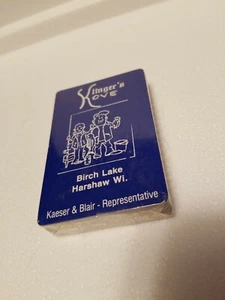 Klinger's
Kove
Birch Lake
Harshaw Wi.
Kaeser & Blair - Representative